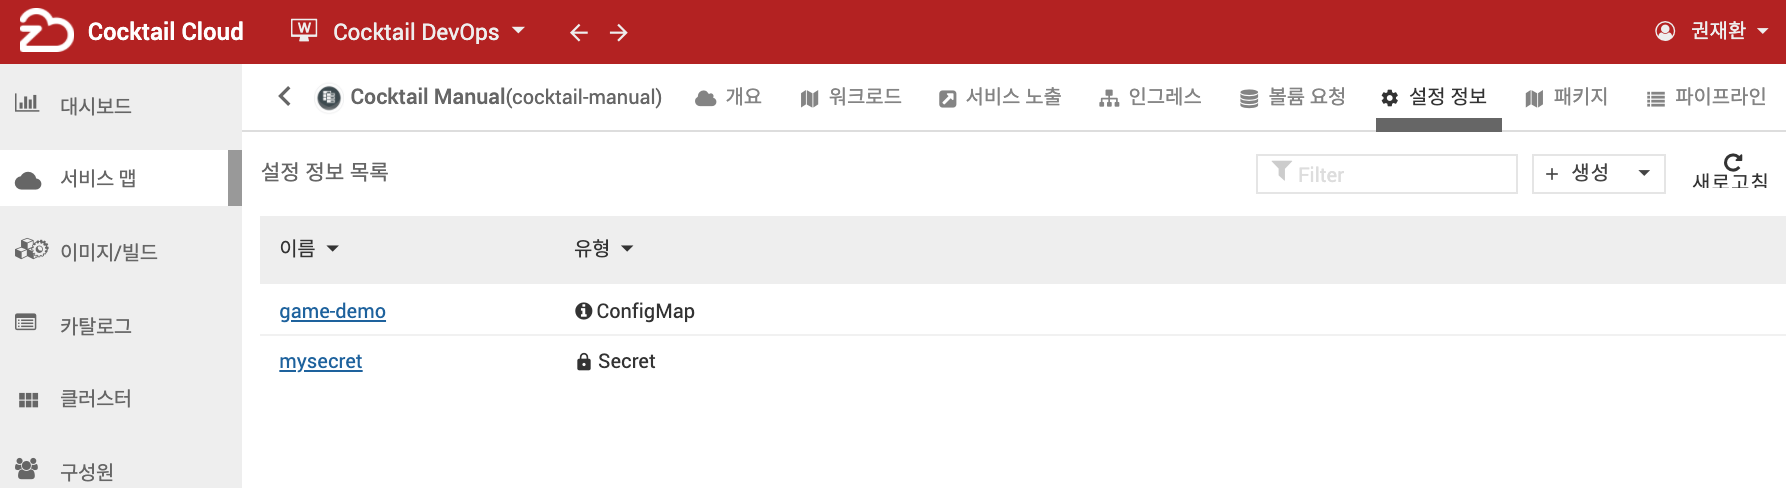 Cocktail Cloud W Cocktail DevOps 권재환
Cocktail Manual(cocktail-manual) 개요 워크로드 서비스 노출 인그레스 볼륨 요청 설정 정보 패키지 파이프라인
대시보드
서비스 맵
이미지/빌드
카탈로그
클러스터
구성원
설정 정보 목록 Filter + 생성 새로고침
이름 유형
game-demo ConfigMap
mysecret Secret